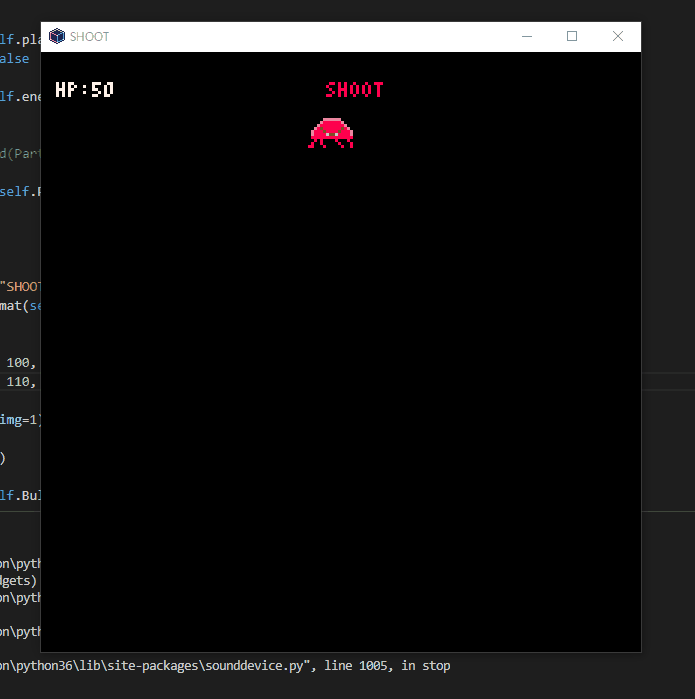 SHOOT
lf.pla
alse
HP:50 SHOOT
lf.ene
d(Part
self.
"SHOOT
mat(se
100,
110,
img=1)
)
lf.Bul
on\pyth
dgets)
on\pyth
on\pyth
on\python36\lib\site-packages\sounddevice.py", line 1005, in stop